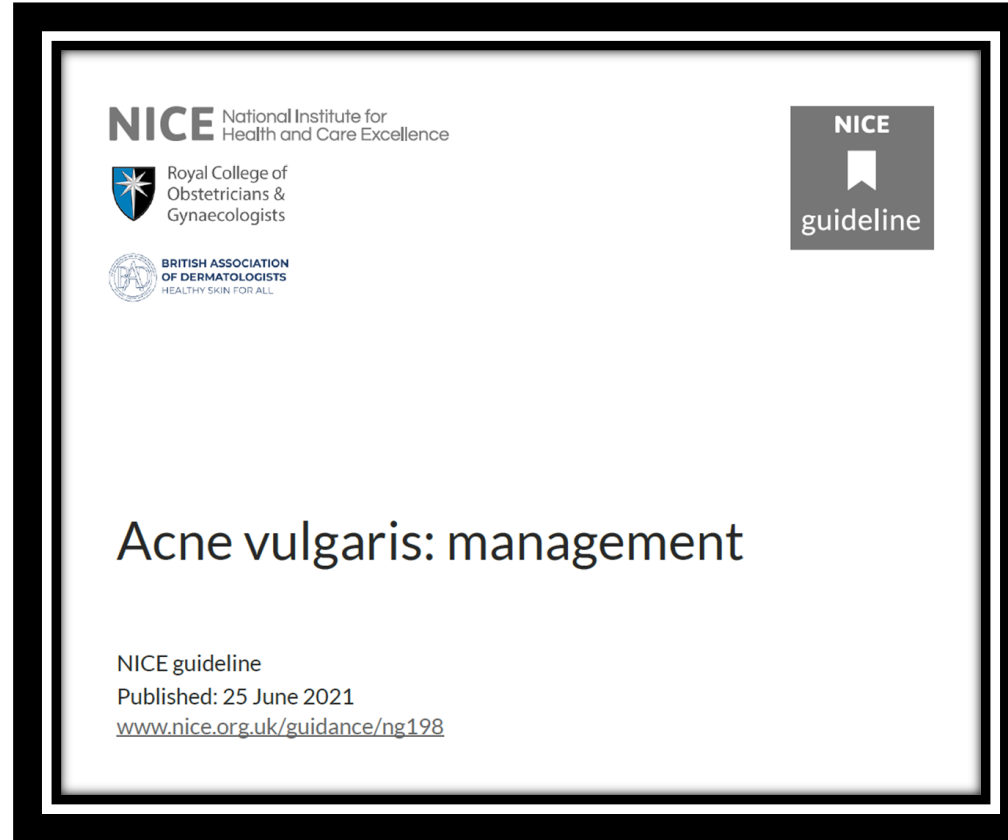 NICE National Institute for
Health and Care Excellence
Royal College of
Obstetricians &
Gynaecologists
BRITISH ASSOCIATION
OF DERMATOLOGISTS
HEALTHY SKIN FOR ALL
NICE
guideline
Acne vulgaris: management
NICE guideline
Published: 25 June 2021
www.nice.org.uk/guidance/ng198